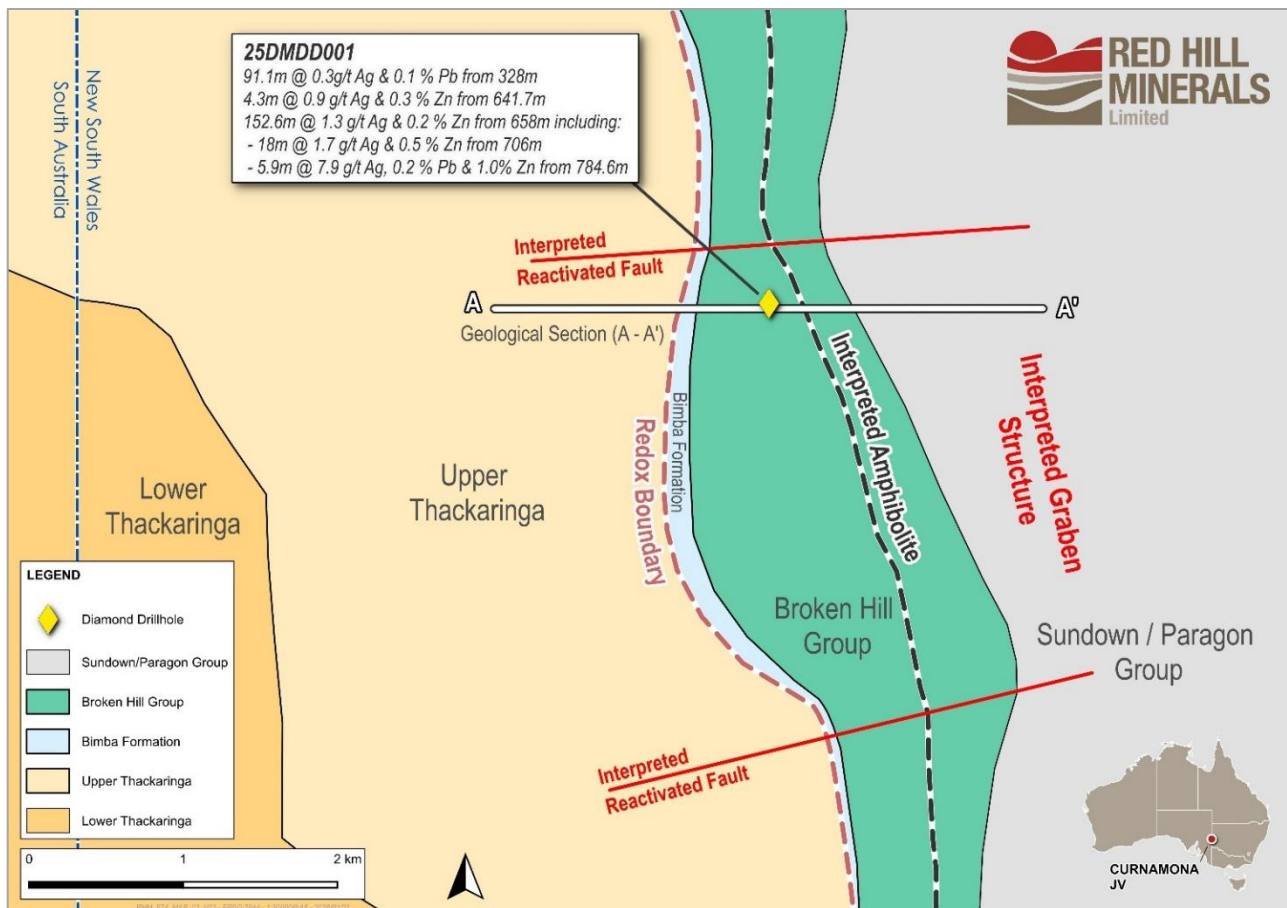 25DMDD001
91.1m @ 0.3g/t Ag & 0.1 % Pb from 328m
4.3m @ 0.9 g/t Ag & 0.3 % Zn from 641.7m
152.6m @ 1.3 g/t Ag & 0.2 % Zn from 658m including:
- 18m @ 1.7 g/t Ag & 0.5 % Zn from 706m
- 5.9m @ 7.9 g/t Ag, 0.2 % Pb & 1.0% Zn from 784.6m
RED HILL
MINERALS
Limited
New South Wales
South Australia
Interpreted
Reactivated Fault
A
A'
Geological Section (A - A')
Bimba Formation
Redox Boundary
Interpreted Amphibolite
Interpreted Graben
Structure
Lower
Thackaringa
Upper
Thackaringa
Broken Hill
Group
Sundown / Paragon
Group
Interpreted
Reactivated Fault
LEGEND
Diamond Drillhole
Sundown/Paragon Group
Broken Hill Group
Bimba Formation
Upper Thackaringa
Lower Thackaringa
0 1 2 km
CURNAMONA
JV